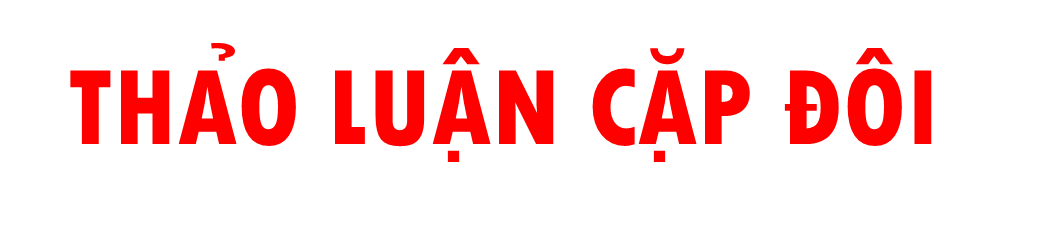 THẢO LUẬN CẶP ĐÔI